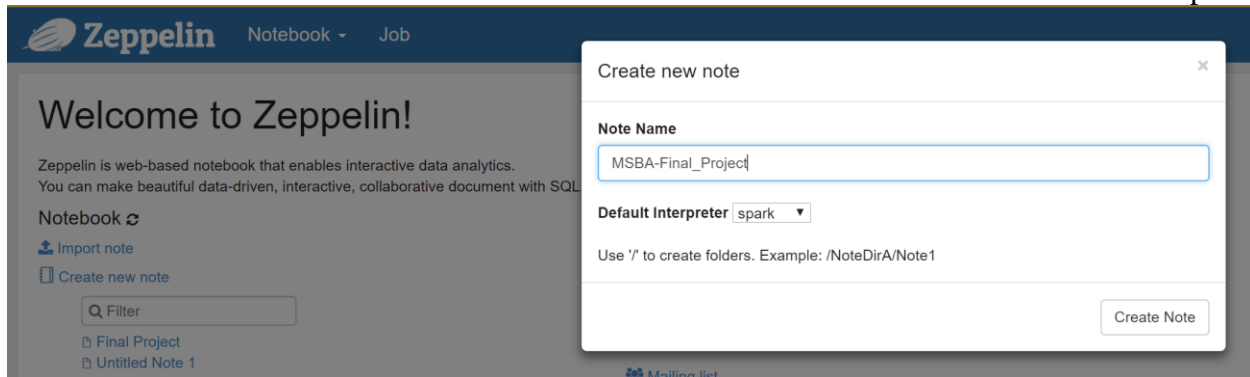 Zeppelin Notebook Job
Welcome to Zeppelin!
Zeppelin is web-based notebook that enables interactive data analytics.
You can make beautiful data-driven, interactive, collaborative document with SQL
Notebook
Import note
Create new note
Filter
Final Project
Untitled Note 1
Create new note ×
Note Name
MSBA-Final_Project
Default Interpreter spark
Use '/' to create folders. Example: /NoteDirA/Note1
Create Note
Mailing list